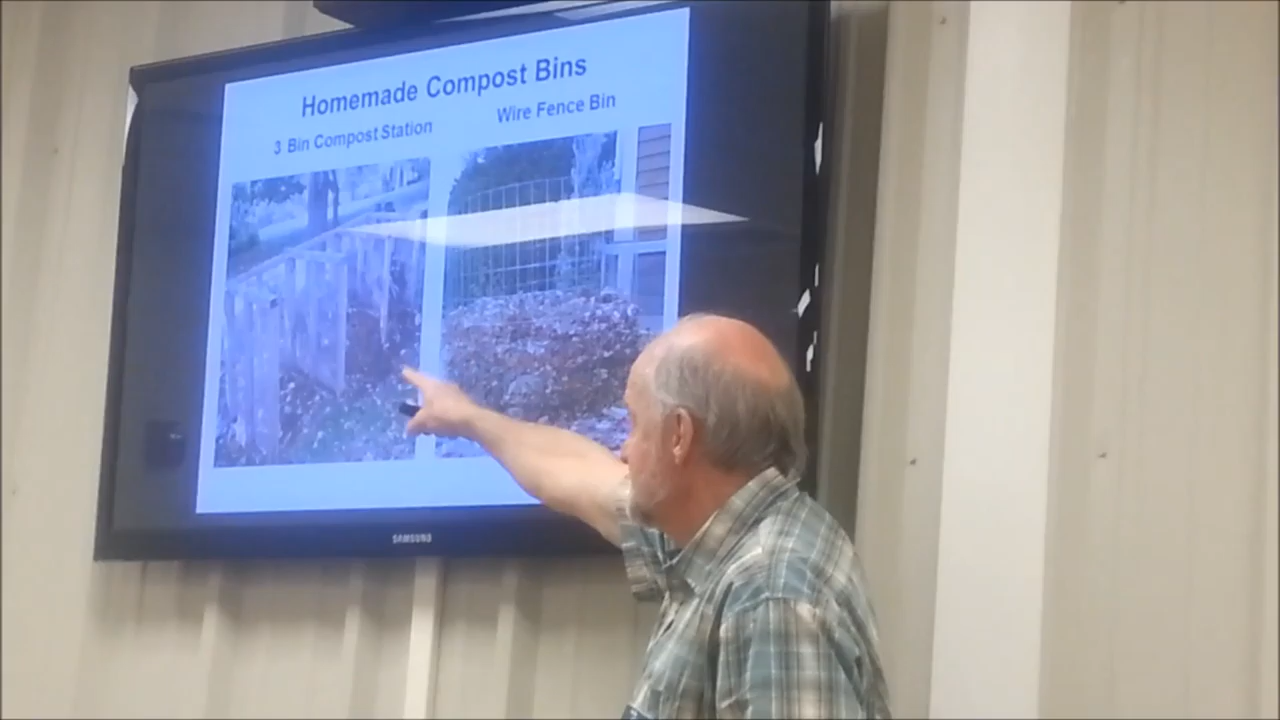 Homemade Compost Bins
3 Bin Compost Station
Wire Fence Bin
SAMSUNG